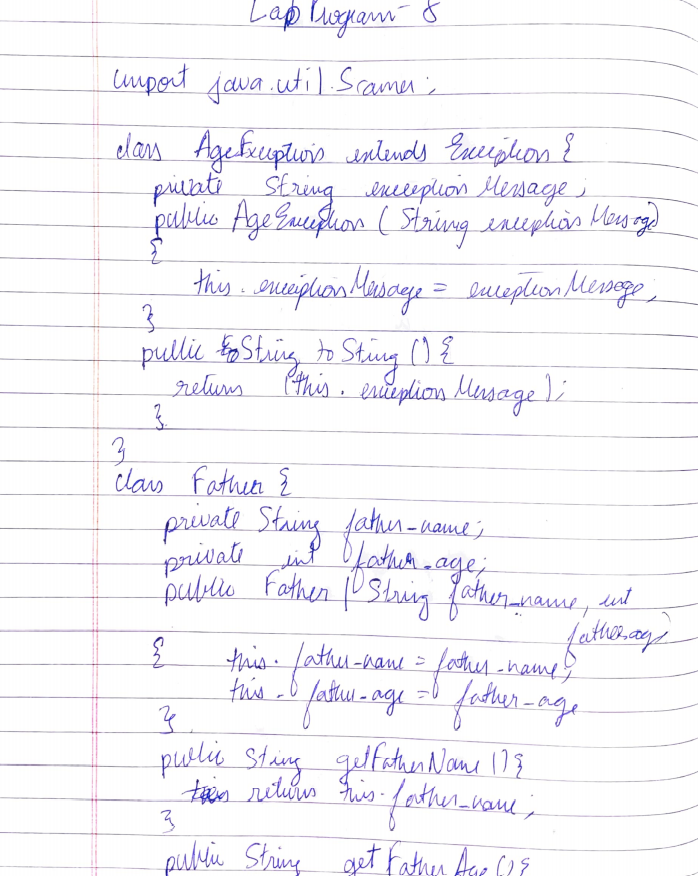 Lab Program - 8
import java.util.Scanner;
class AgeException extends Exception {
private String exceptionMessage;
public AgeException ( String exceptionMessage)
{
this.exceptionMessage = exceptionMessage;
}
public String toString () {
return (this.exceptionMessage);
}
}
class Father {
private String father_name;
private int father_age;
public Father ( String father_name, int
father_age)
{ this.father_name = father_name;
this.father_age = father_age
}
public String getFatherName () {
return this.father_name;
}
public String getFatherAge () {